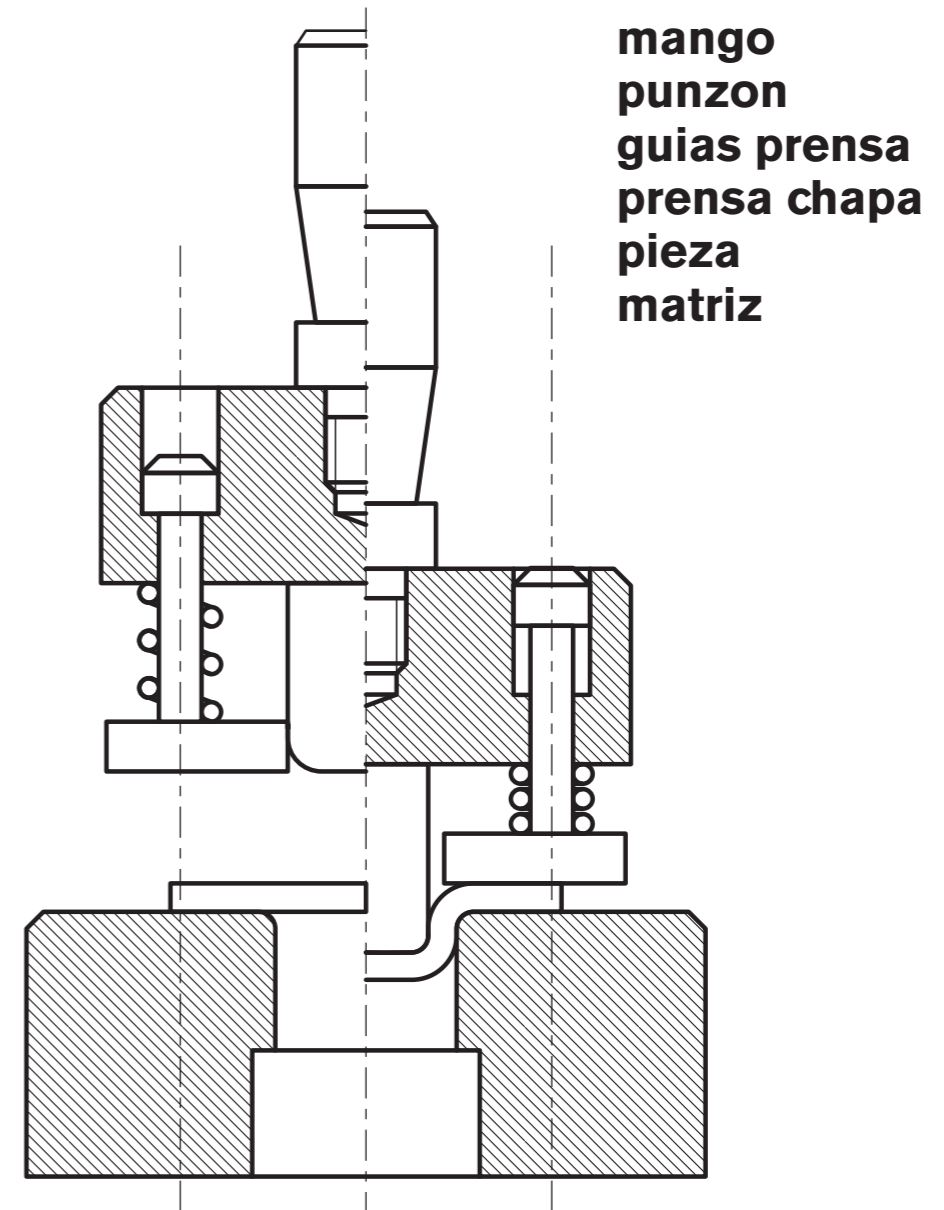 mango
punzon
guias prensa
prensa chapa
pieza
matriz